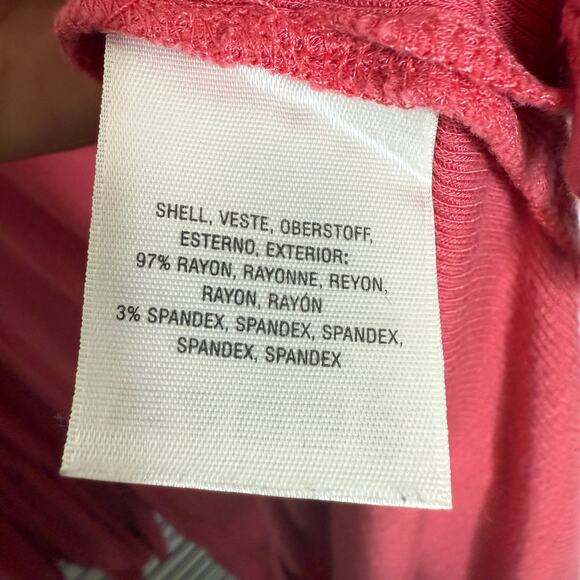 SHELL, VESTE, OBERSTOFF,
ESTERNO, EXTERIOR:
97% RAYON, RAYONNE, REYON,
RAYON, RAYÓN
3% SPANDEX, SPANDEX, SPANDEX,
SPANDEX, SPANDEX